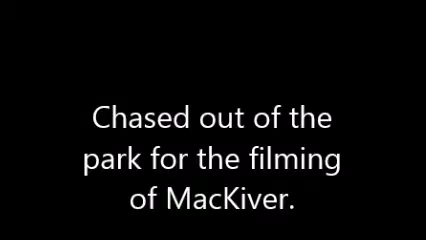 Chased out of the
park for the filming
of MacKiver.